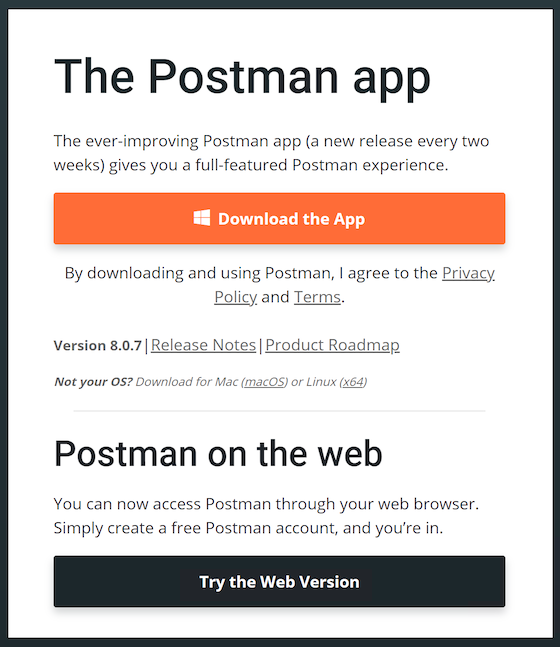 The Postman app
The ever-improving Postman app (a new release every two
weeks) gives you a full-featured Postman experience.
Download the App
By downloading and using Postman, I agree to the Privacy
Policy and Terms.
Version 8.0.7|Release Notes|Product Roadmap
Not your OS? Download for Mac (macOS) or Linux (x64)
Postman on the web
You can now access Postman through your web browser.
Simply create a free Postman account, and you’re in.
Try the Web Version